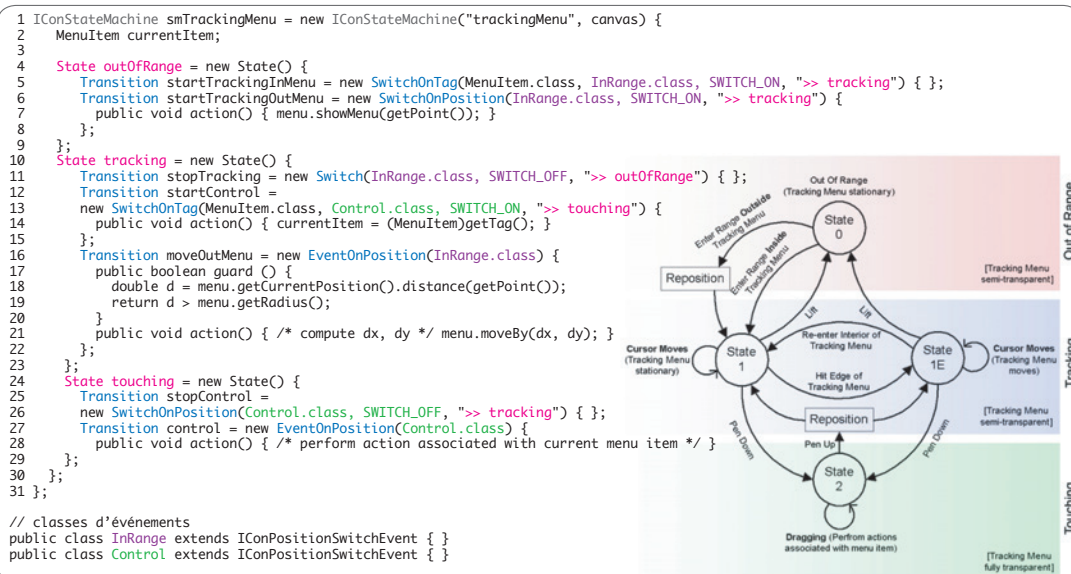 1 IConStateMachine smTrackingMenu = new IConStateMachine("trackingMenu", canvas) {
2 MenuItem currentItem;
3
4 State outOfRange = new State() {
5 Transition startTrackingInMenu = new SwitchOnTag(MenuItem.class, InRange.class, SWITCH_ON, ">> tracking") { };
6 Transition startTrackingOutMenu = new SwitchOnPosition(InRange.class, SWITCH_ON, ">> tracking") {
7 public void action() { menu.showMenu(getPoint()); }
8 };
9 };
10 State tracking = new State() {
11 Transition stopTracking = new Switch(InRange.class, SWITCH_OFF, ">> outOfRange") { };
12 Transition startControl =
13 new SwitchOnTag(MenuItem.class, Control.class, SWITCH_ON, ">> touching") {
14 public void action() { currentItem = (MenuItem)getTag(); }
15 };
16 Transition moveOutMenu = new EventOnPosition(InRange.class) {
17 public boolean guard () {
18 double d = menu.getCurrentPosition().distance(getPoint());
19 return d > menu.getRadius();
20 }
21 public void action() { /* compute dx, dy */ menu.moveBy(dx, dy); }
22 };
23 };
24 State touching = new State() {
25 Transition stopControl =
26 new SwitchOnPosition(Control.class, SWITCH_OFF, ">> tracking") { };
27 Transition control = new EventOnPosition(Control.class) {
28 public void action() { /* perform action associated with current menu item */ }
29 };
30 };
31 };
// classes d'événements
public class InRange extends IConPositionSwitchEvent { }
public class Control extends IConPositionSwitchEvent { }
Out Of Range
(Tracking Menu stationary)
State
0
Enter Range Outside
Tracking Menu
Enter Range Inside
Tracking Menu
Reposition
[Tracking Menu
semi-transparent]
Out of Range
Lift
Lift
Cursor Moves
(Tracking Menu
stationary)
State
1
Re-enter Interior of
Tracking Menu
Hit Edge of
Tracking Menu
State
1E
Cursor Moves
(Tracking Menu
moves)
Reposition
[Tracking Menu
semi-transparent]
Tracking
Pen Down
Pen Up
Pen Down
State
2
Dragging (Perfrom actions
associated with menu item)
[Tracking Menu
fully transparent]
Touching